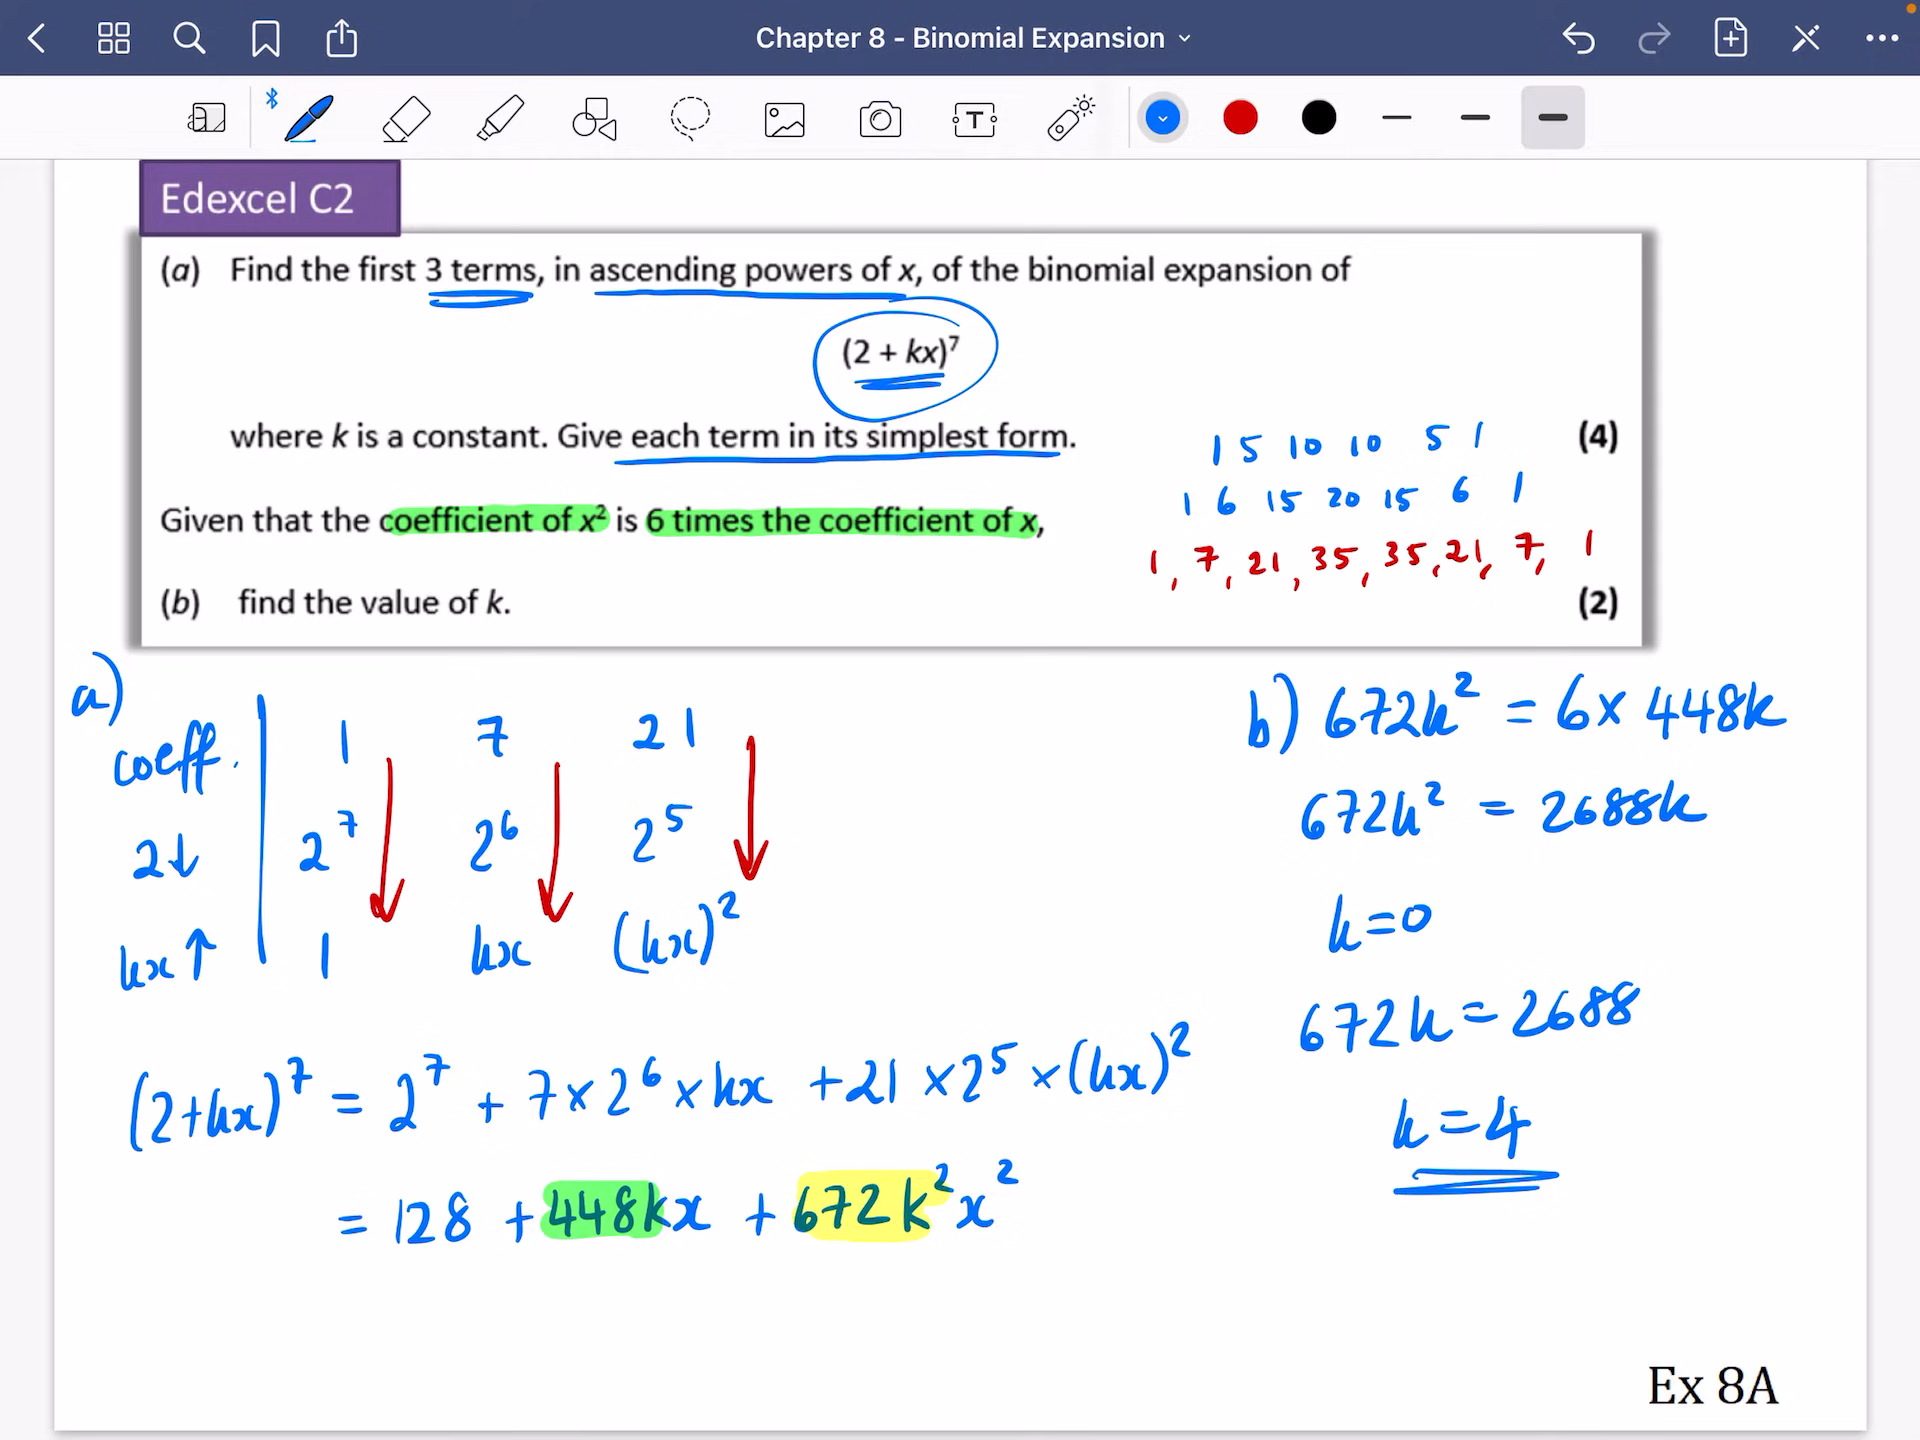 Chapter 8 - Binomial Expansion
T
Edexcel C2
(a) Find the first 3 terms, in ascending powers of x, of the binomial expansion of
(2 + kx)⁷
where k is a constant. Give each term in its simplest form. (4)
1 5 10 10 5 1
1 6 15 20 15 6 1
Given that the coefficient of x² is 6 times the coefficient of x,
1, 7, 21, 35, 35, 21, 7, 1
(b) find the value of k. (2)
a)
coeff. 1 7 21
2↓ 2⁷ 2⁶ 2⁵
kx↑ 1 kx (kx)²
(2+kx)⁷ = 2⁷ + 7×2⁶×kx +21×2⁵×(kx)²
= 128 + 448kx + 672k²x²
b) 672k² = 6×448k
672k² = 2688k
k=0
672k=2688
k=4
Ex 8A